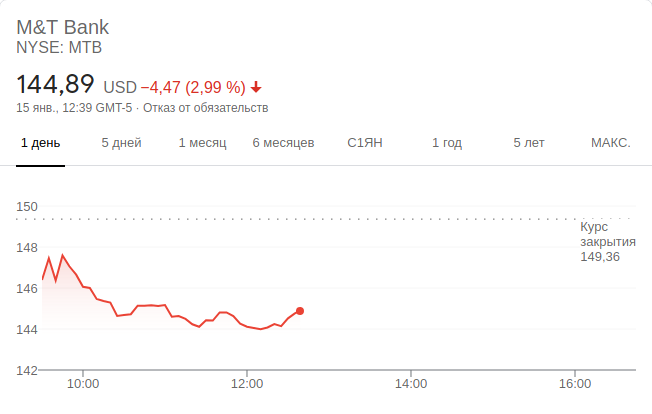 M&T Bank
NYSE: MTB
144,89 USD −4,47 (2,99 %)
15 янв., 12:39 GMT-5 · Отказ от обязательств
1 день 5 дней 1 месяц 6 месяцев С1ЯН 1 год 5 лет МАКС.
150
Курс
закрытия
149,36
148
146
144
142
10:00 12:00 14:00 16:00